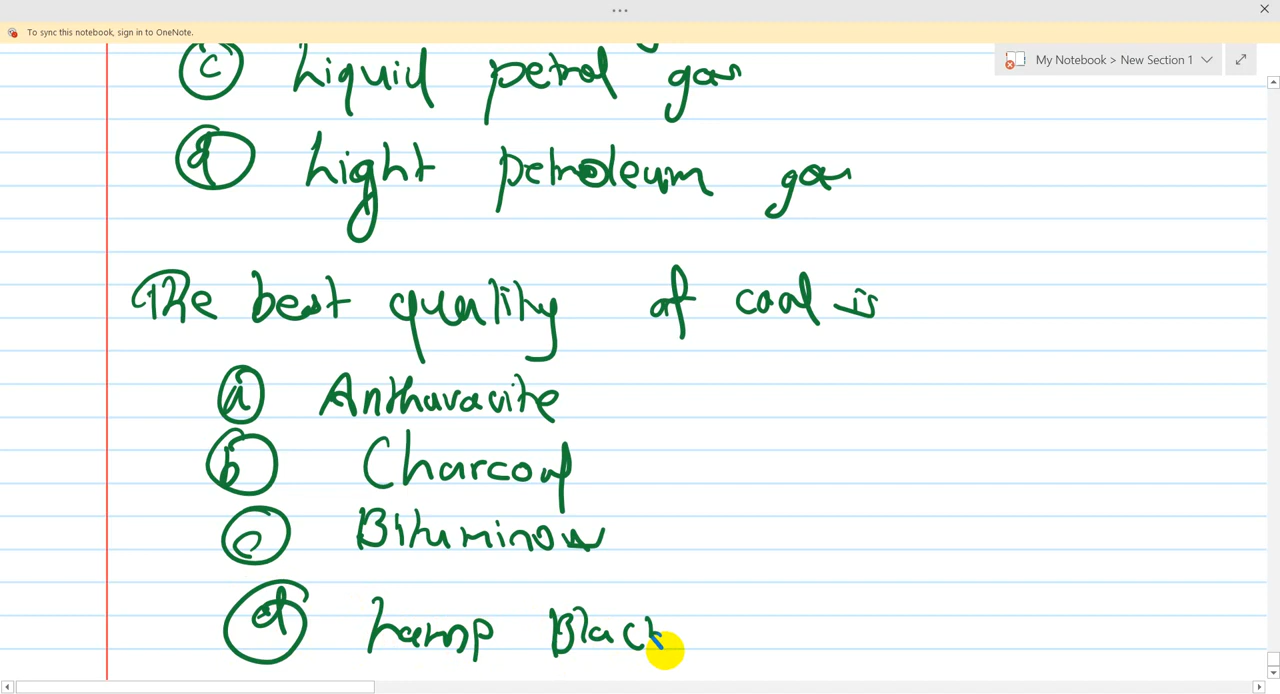 To sync this notebook, sign in to OneNote.
My Notebook > New Section 1
c Liquid petrol gas
d Light petroleum gas
The best quality of coal is
a Anthuracite
b Charcoal
c Bituminous
d Lamp Black